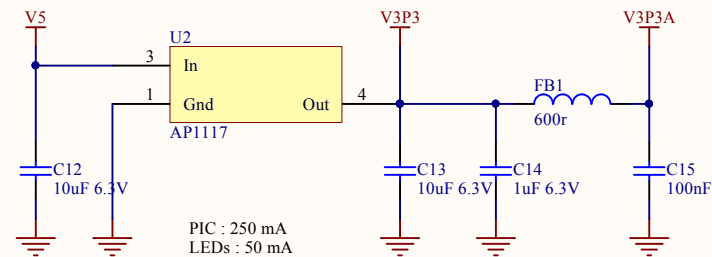 V5
V3P3
V3P3A
U2
3
In
1
Gnd
Out
4
AP1117
FB1
600r
C12
10uF 6.3V
C13
10uF 6.3V
C14
1uF 6.3V
C15
100nF
PIC : 250 mA
LEDs : 50 mA